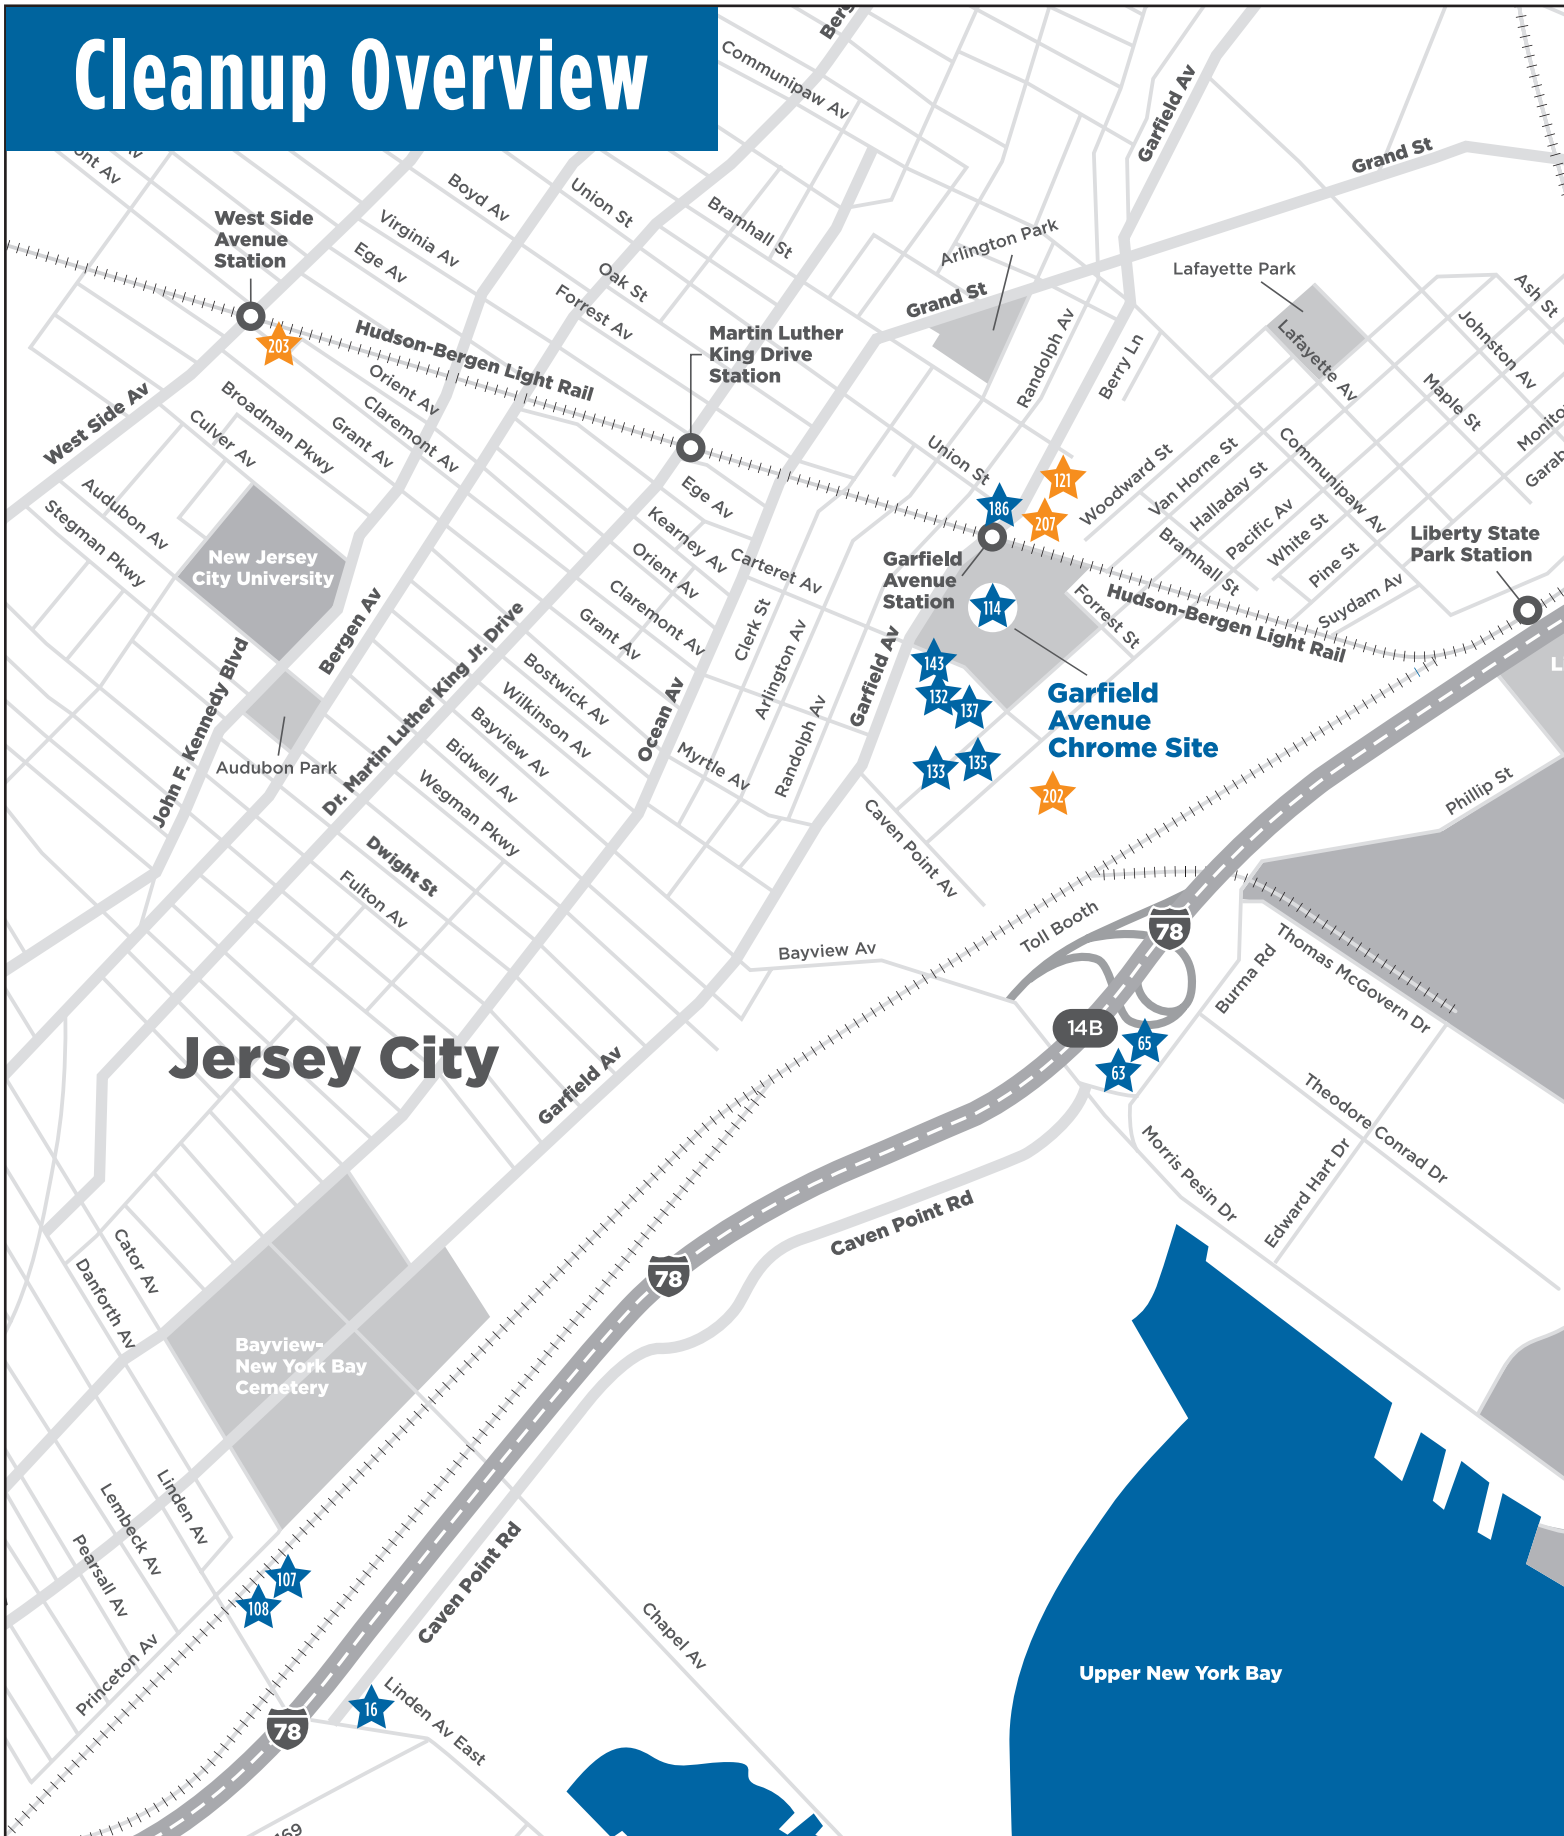 Cleanup Overview
Berg
Communipaw Av
Garfield Av
Grand St
ont Av
Av
Boyd Av
Union St
Bramhall St
West Side
Avenue
Station
Virginia Av
Ege Av
Arlington Park
Lafayette Park
Oak St
Forrest Av
Grand St
Ash St
Lafayette Av
Johnston Av
Randolph Av
Berry Ln
203
Hudson-Bergen Light Rail
Martin Luther
King Drive
Station
West Side Av
Broadman Pkwy
Culver Av
Orient Av
Claremont Av
Grant Av
Maple St
Monito
Garab
Union St
121
186
207
Woodward St
Van Horne St
Halladay St
Pacific Av
White St
Pine St
Communipaw Av
Bramhall St
Suydam Av
Liberty State
Park Station
Audubon Av
Stegman Pkwy
New Jersey
City University
Ege Av
Kearney Av
Carteret Av
Orient Av
Claremont Av
Grant Av
Garfield
Avenue
Station
114
Forrest St
Hudson-Bergen Light Rail
L
Bergen Av
John F. Kennedy Blvd
Dr. Martin Luther King Jr. Drive
Clerk St
Arlington Av
Randolph Av
Garfield Av
143
132
137
133
135
Garfield
Avenue
Chrome Site
202
Bostwick Av
Wilkinson Av
Bayview Av
Bidwell Av
Wegman Pkwy
Ocean Av
Myrtle Av
Audubon Park
Dwight St
Fulton Av
Caven Point Av
Phillip St
Bayview Av
Toll Booth
78
Thomas McGovern Dr
Burma Rd
14B
65
63
Jersey City
Garfield Av
Theodore Conrad Dr
Edward Hart Dr
Morris Pesin Dr
Caven Point Rd
78
Cator Av
Danforth Av
Bayview-
New York Bay
Cemetery
Linden Av
Lembeck Av
Pearsall Av
Princeton Av
107
108
Caven Point Rd
Chapel Av
16
Linden Av East
78
Upper New York Bay
169